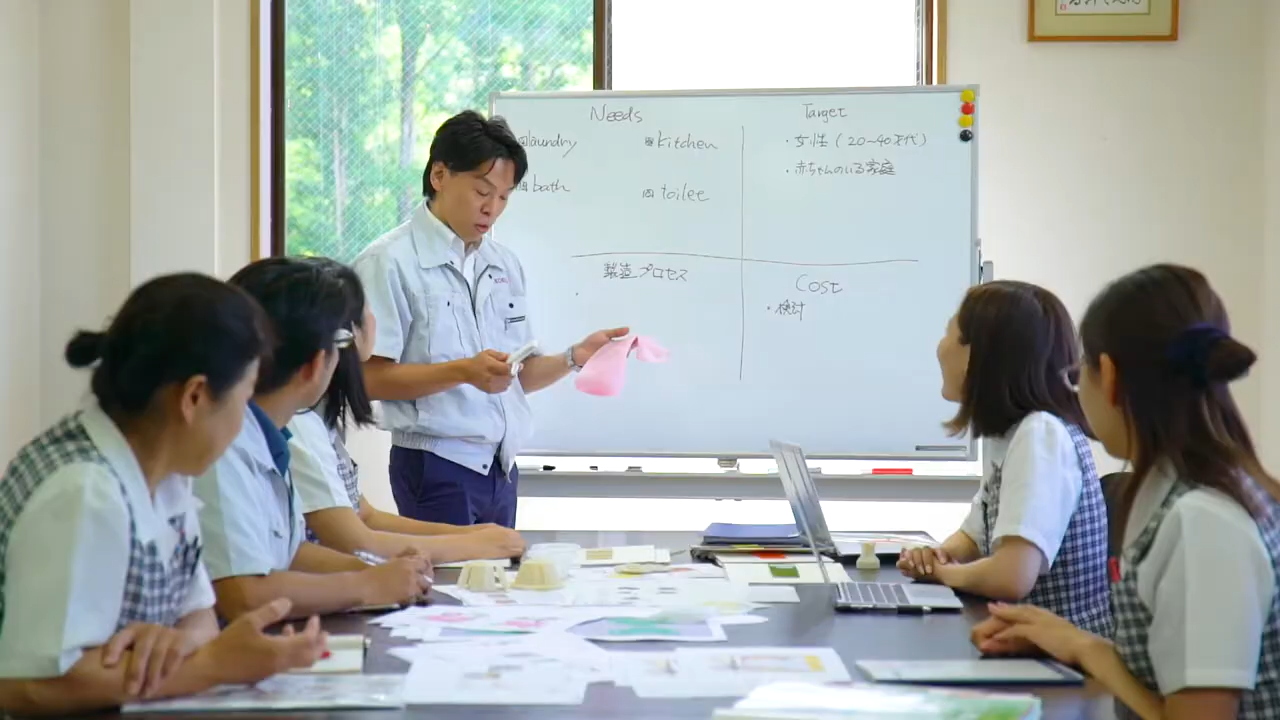 Needs
laundry
kitchen
bath
toilee
Target
・女性（20〜40才代）
・赤ちゃんのいる家庭
製造プロセス
・
Cost
・検討